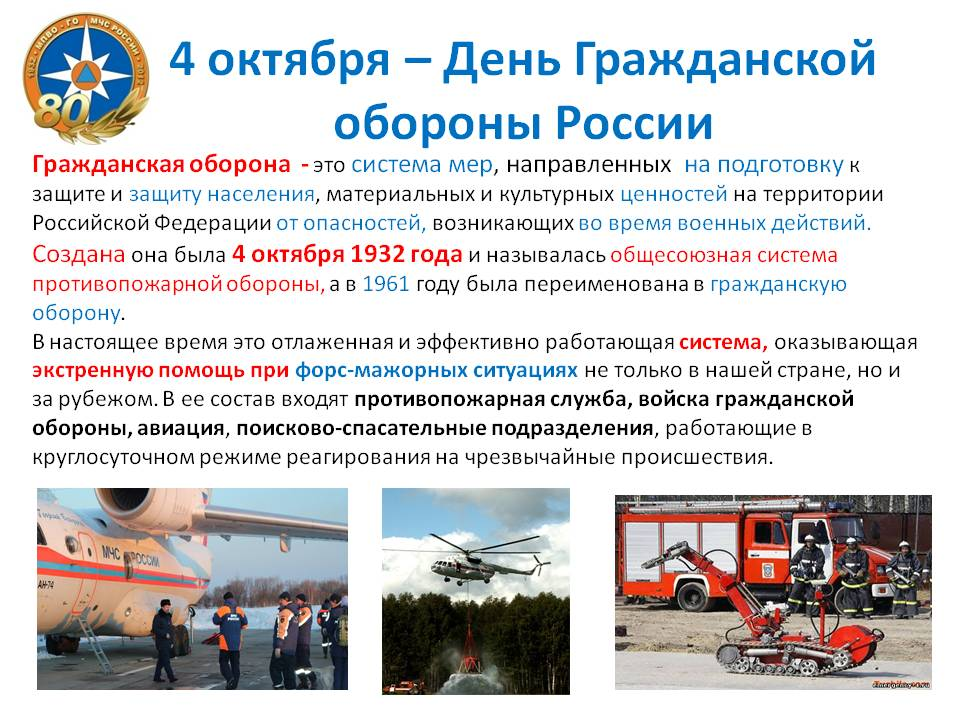 МПВО - ГО МЧС РОССИИ
1932
80
4 октября – День Гражданской
обороны России
Гражданская оборона - это система мер, направленных на подготовку к
защите и защиту населения, материальных и культурных ценностей на территории
Российской Федерации от опасностей, возникающих во время военных действий.
Создана она была 4 октября 1932 года и называлась общесоюзная система
противопожарной обороны, а в 1961 году была переименована в гражданскую
оборону.
В настоящее время это отлаженная и эффективно работающая система, оказывающая
экстренную помощь при форс-мажорных ситуациях не только в нашей стране, но и
за рубежом. В ее состав входят противопожарная служба, войска гражданской
обороны, авиация, поисково-спасательные подразделения, работающие в
круглосуточном режиме реагирования на чрезвычайные происшествия.
МЧС РОССИИ
АН-74